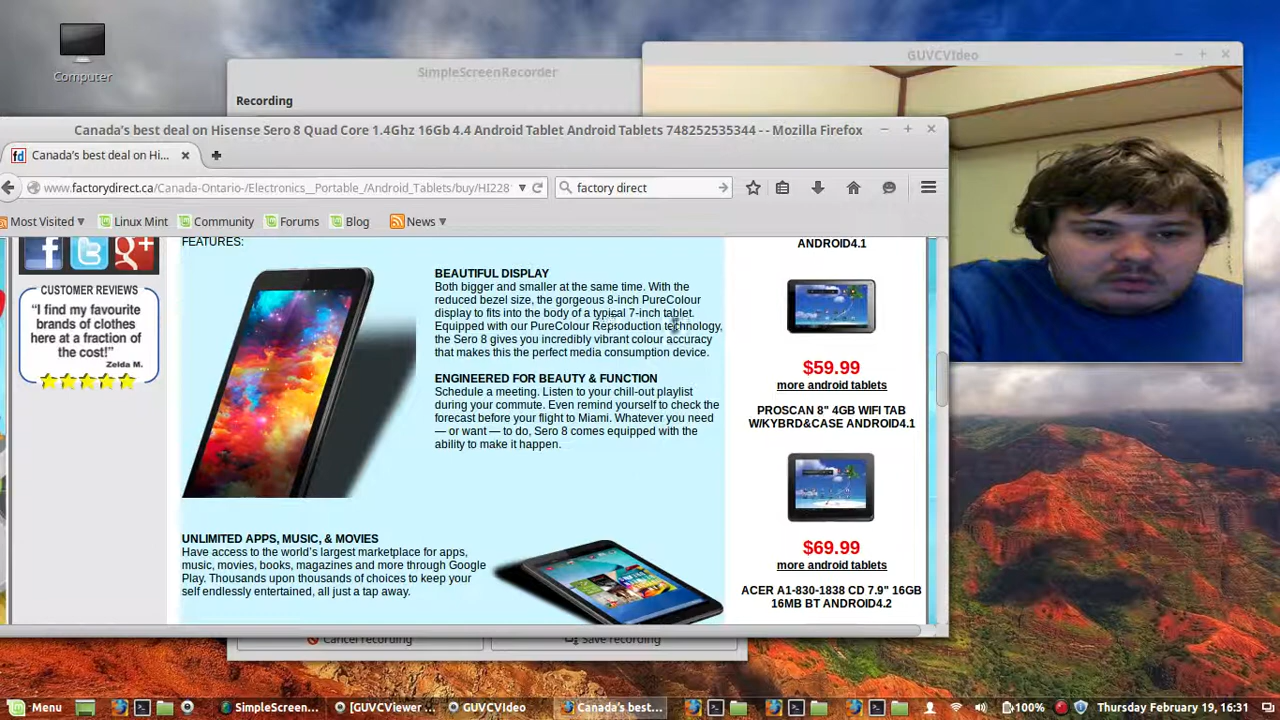 Computer
SimpleScreenRecorder
GUVCVIdeo
Recording
Canada's best deal on Hisense Sero 8 Quad Core 1.4Ghz 16Gb 4.4 Android Tablet Android Tablets 748252535344 - - Mozilla Firefox
fd Canada's best deal on Hi...
www.factorydirect.ca/Canada-Ontario-/Electronics__Portable_/Android_Tablets/buy/HI228
factory direct
Most Visited
Linux Mint
Community
Forums
Blog
News
FEATURES:
CUSTOMER REVIEWS
"I find my favourite
brands of clothes
here at a fraction
of the cost!"
Zelda M.
BEAUTIFUL DISPLAY
Both bigger and smaller at the same time. With the
reduced bezel size, the gorgeous 8-inch PureColour
display to fits into the body of a typisal 7-inch tablet.
Equipped with our PureColour Reproduction technology,
the Sero 8 gives you incredibly vibrant colour accuracy
that makes this the perfect media consumption device.
ENGINEERED FOR BEAUTY & FUNCTION
Schedule a meeting. Listen to your chill-out playlist
during your commute. Even remind yourself to check the
forecast before your flight to Miami. Whatever you need
— or want — to do, Sero 8 comes equipped with the
ability to make it happen.
UNLIMITED APPS, MUSIC, & MOVIES
Have access to the world's largest marketplace for apps,
music, movies, books, magazines and more through Google
Play. Thousands upon thousands of choices to keep your
self endlessly entertained, all just a tap away.
ANDROID4.1
$59.99
more android tablets
PROSCAN 8" 4GB WIFI TAB
W/KYBRD&CASE ANDROID4.1
$69.99
more android tablets
ACER A1-830-1838 CD 7.9" 16GB
16MB BT ANDROID4.2
Cancel recording
Save recording
Menu
SimpleScreen...
[GUVCViewer ...
GUVCVIdeo
Canada's best...
100%
Thursday February 19, 16:31